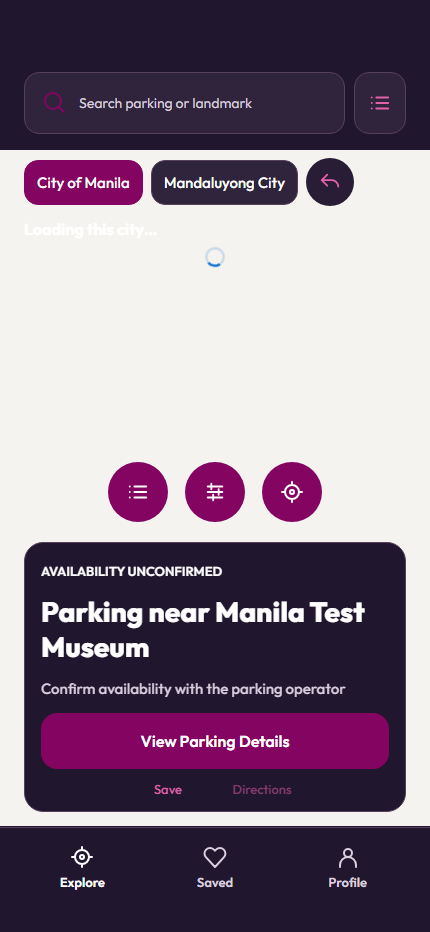 Search parking or landmark
City of Manila
Mandaluyong City
Loading this city...
AVAILABILITY UNCONFIRMED
Parking near Manila Test
Museum
Confirm availability with the parking operator
View Parking Details
Save
Directions
Explore
Saved
Profile